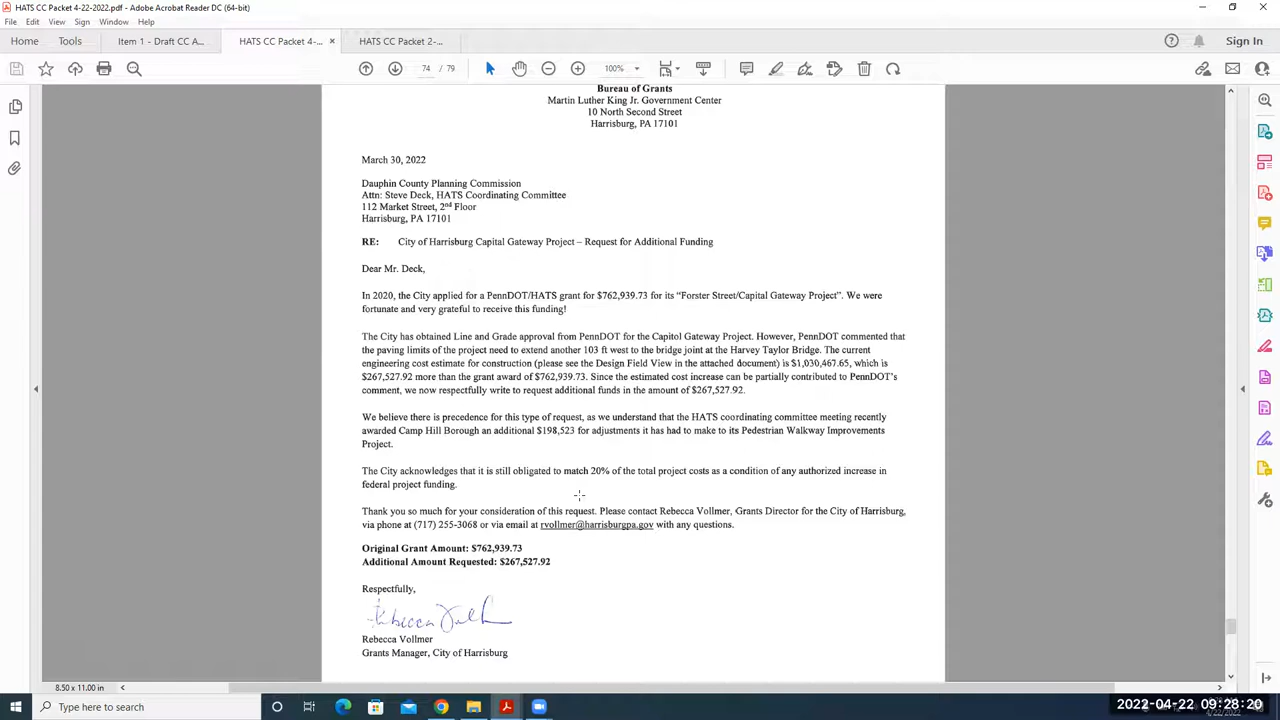 HATS CC Packet 4-22-2022.pdf - Adobe Acrobat Reader DC (64-bit)
File Edit View Sign Window Help
Home Tools Item 1 - Draft CC A... HATS CC Packet 4-... × HATS CC Packet 2-... Sign In
74 / 79 100%
Bureau of Grants
Martin Luther King Jr. Government Center
10 North Second Street
Harrisburg, PA 17101
March 30, 2022
Dauphin County Planning Commission
Attn: Steve Deck, HATS Coordinating Committee
112 Market Street, 2nd Floor
Harrisburg, PA 17101
RE: City of Harrisburg Capital Gateway Project – Request for Additional Funding
Dear Mr. Deck,
In 2020, the City applied for a PennDOT/HATS grant for $762,939.73 for its “Forster Street/Capital Gateway Project”. We were
fortunate and very grateful to receive this funding!
The City has obtained Line and Grade approval from PennDOT for the Capitol Gateway Project. However, PennDOT commented that
the paving limits of the project need to extend another 103 ft west to the bridge joint at the Harvey Taylor Bridge. The current
engineering cost estimate for construction (please see the Design Field View in the attached document) is $1,030,467.65, which is
$267,527.92 more than the grant award of $762,939.73. Since the estimated cost increase can be partially contributed to PennDOT’s
comment, we now respectfully write to request additional funds in the amount of $267,527.92.
We believe there is precedence for this type of request, as we understand that the HATS coordinating committee meeting recently
awarded Camp Hill Borough an additional $198,523 for adjustments it has had to make to its Pedestrian Walkway Improvements
Project.
The City acknowledges that it is still obligated to match 20% of the total project costs as a condition of any authorized increase in
federal project funding.
Thank you so much for your consideration of this request. Please contact Rebecca Vollmer, Grants Director for the City of Harrisburg,
via phone at (717) 255-3068 or via email at rvollmer@harrisburgpa.gov with any questions.
Original Grant Amount: $762,939.73
Additional Amount Requested: $267,527.92
Respectfully,
Rebecca Vollmer
Grants Manager, City of Harrisburg
8.50 x 11.00 in
Type here to search
2022-04-22 09:28:20